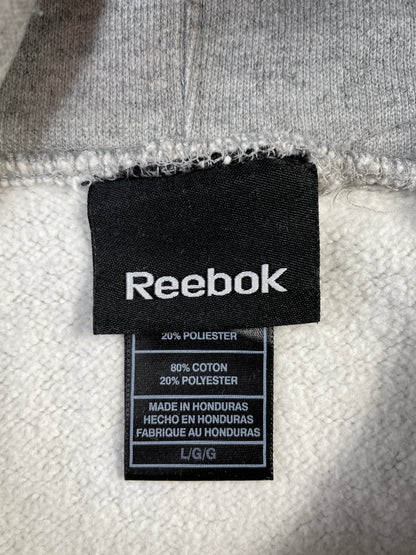 Reebok
20% POLIESTER
80% COTON
20% POLYESTER
MADE IN HONDURAS
HECHO EN HONDURAS
FABRIQUE AU HONDURAS
L/G/G